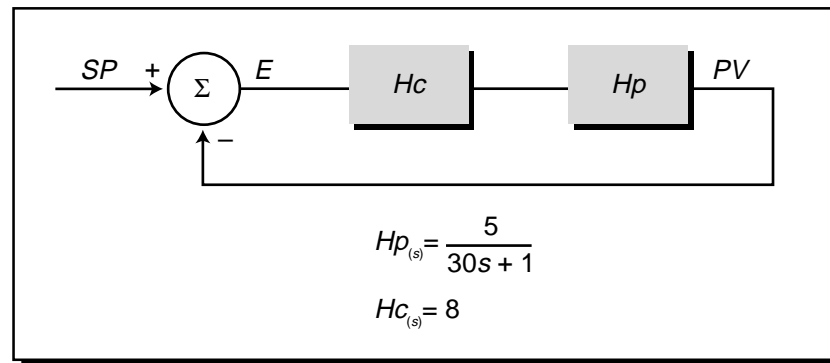 SP + Σ E Hc Hp PV
−
Hp(s) = 5 / 30s + 1
Hc(s) = 8